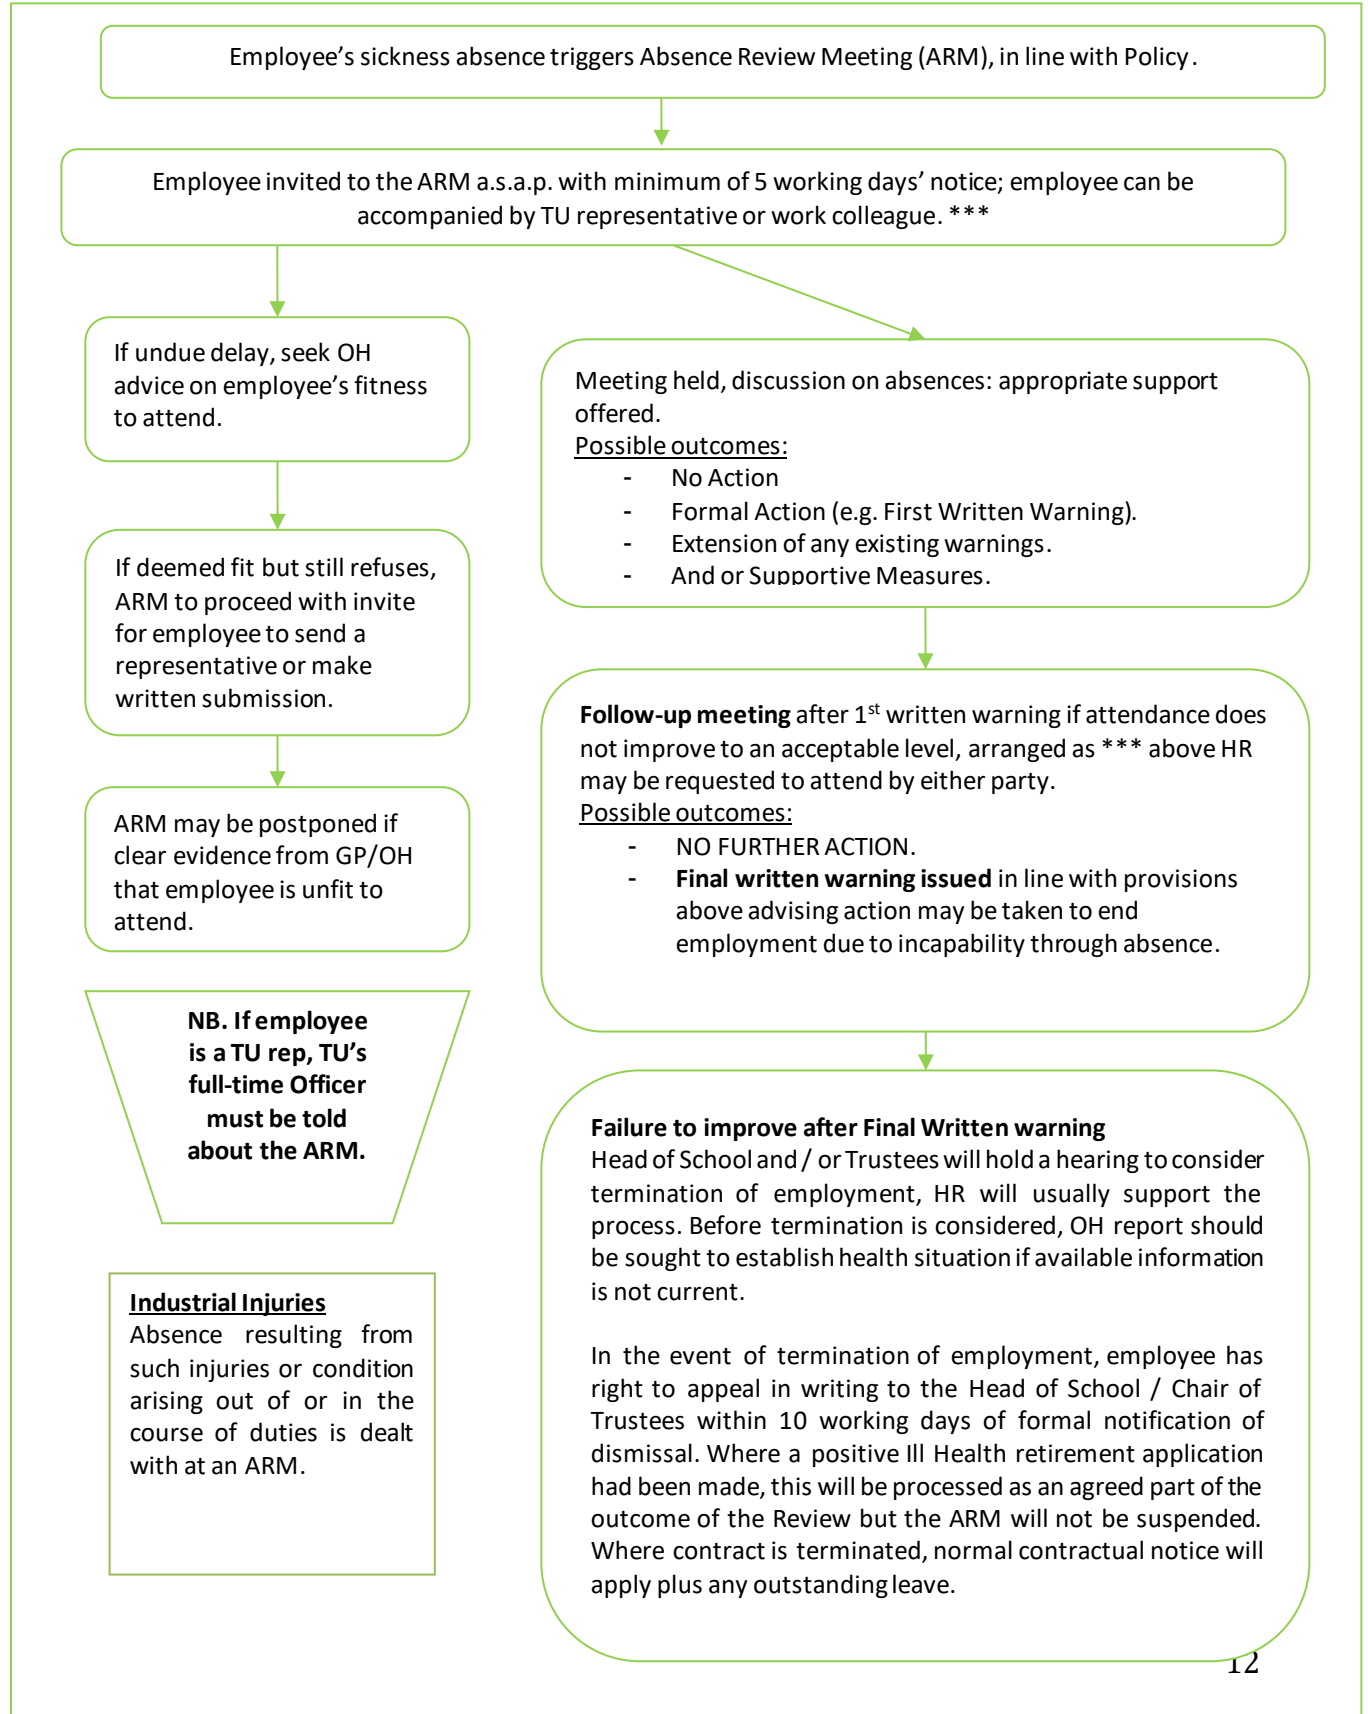 Employee's sickness absence triggers Absence Review Meeting (ARM), in line with Policy.
Employee invited to the ARM a.s.a.p. with minimum of 5 working days' notice; employee can be
accompanied by TU representative or work colleague. ***
If undue delay, seek OH
advice on employee's fitness
to attend.
If deemed fit but still refuses,
ARM to proceed with invite
for employee to send a
representative or make
written submission.
ARM may be postponed if
clear evidence from GP/OH
that employee is unfit to
attend.
NB. If employee
is a TU rep, TU's
full-time Officer
must be told
about the ARM.
Industrial Injuries
Absence resulting from
such injuries or condition
arising out of or in the
course of duties is dealt
with at an ARM.
Meeting held, discussion on absences: appropriate support
offered.
Possible outcomes:
- No Action
- Formal Action (e.g. First Written Warning).
- Extension of any existing warnings.
- And or Supportive Measures.
Follow-up meeting after 1st written warning if attendance does
not improve to an acceptable level, arranged as *** above HR
may be requested to attend by either party.
Possible outcomes:
- NO FURTHER ACTION.
- Final written warning issued in line with provisions
above advising action may be taken to end
employment due to incapability through absence.
Failure to improve after Final Written warning
Head of School and / or Trustees will hold a hearing to consider
termination of employment, HR will usually support the
process. Before termination is considered, OH report should
be sought to establish health situation if available information
is not current.
In the event of termination of employment, employee has
right to appeal in writing to the Head of School / Chair of
Trustees within 10 working days of formal notification of
dismissal. Where a positive Ill Health retirement application
had been made, this will be processed as an agreed part of the
outcome of the Review but the ARM will not be suspended.
Where contract is terminated, normal contractual notice will
apply plus any outstanding leave.
12